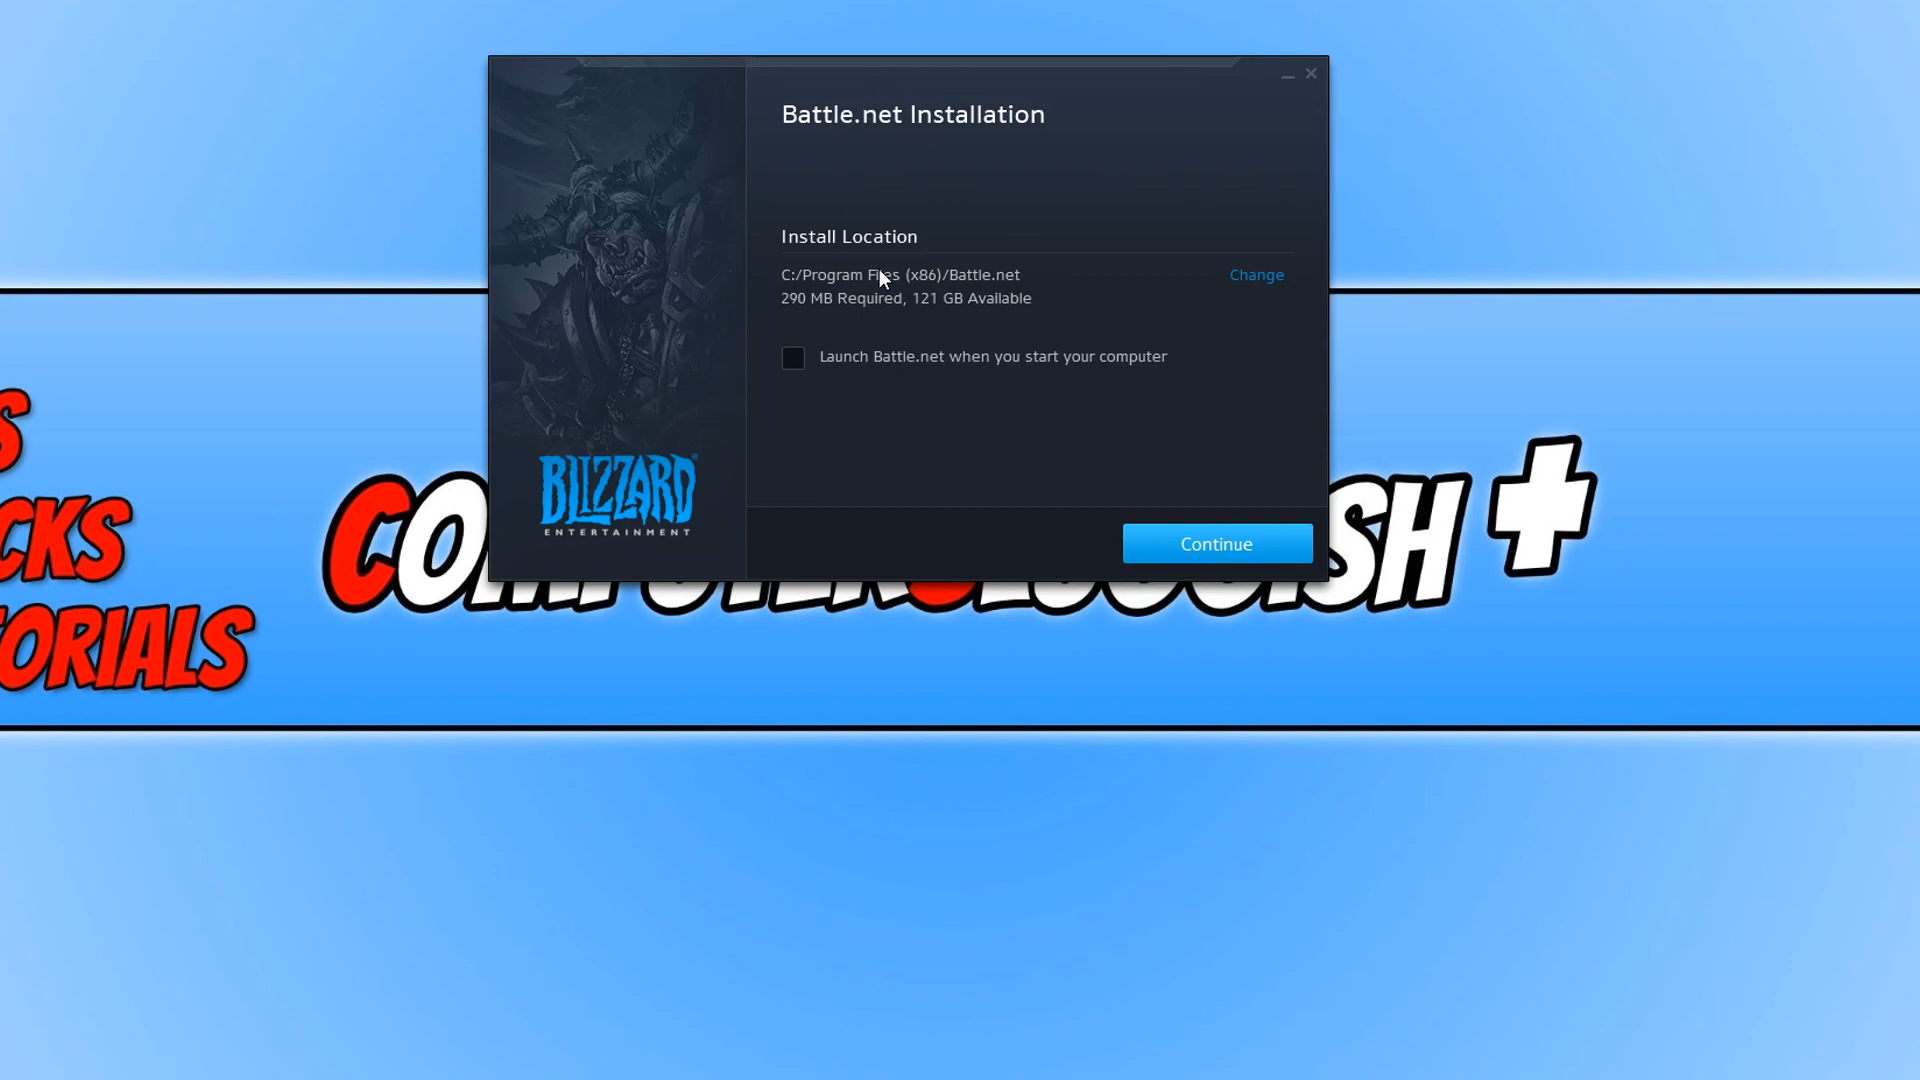 Battle.net Installation
Install Location
C:/Program Files (x86)/Battle.net
Change
290 MB Required, 121 GB Available
Launch Battle.net when you start your computer
BLIZZARD
ENTERTAINMENT
Continue
CKS
TORIALS